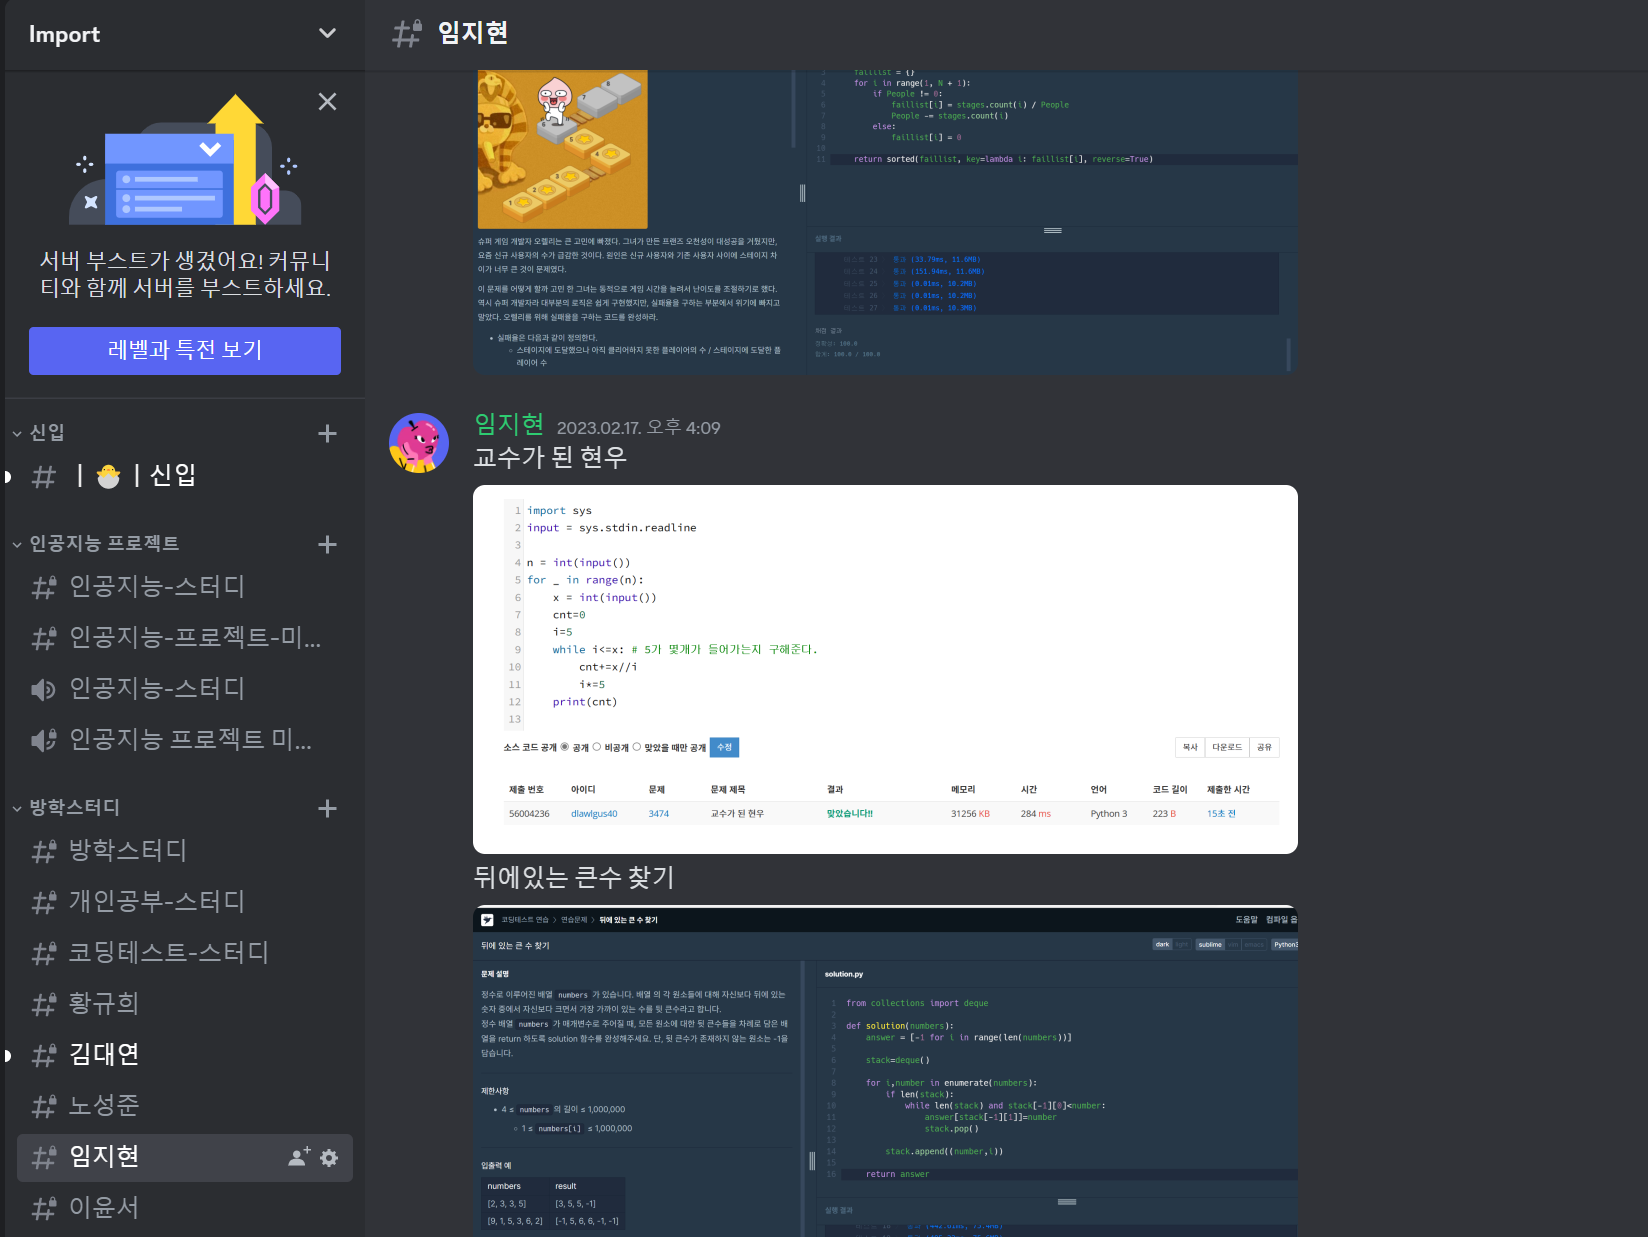 Import
임지현
서버 부스트가 생겼어요! 커뮤니
티와 함께 서버를 부스트하세요.
레벨과 특전 보기
신입
| 🐣 | 신입
인공지능 프로젝트
인공지능-스터디
인공지능-프로젝트-미...
인공지능-스터디
인공지능 프로젝트 미...
방학스터디
방학스터디
개인공부-스터디
코딩테스트-스터디
황규희
김대연
노성준
임지현
이윤서
슈퍼 게임 개발자 오렐리는 큰 고민에 빠졌다. 그녀가 만든 프랜즈 오천성이 대성공을 거뒀지만,
요즘 신규 사용자의 수가 급감한 것이다. 원인은 신규 사용자와 기존 사용자 사이에 스테이지 차
이가 너무 큰 것이 문제였다.
이 문제를 어떻게 할까 고민 한 그녀는 동적으로 게임 시간을 늘려서 난이도를 조절하기로 했다.
역시 슈퍼 개발자라 대부분의 로직은 쉽게 구현했지만, 실패율을 구하는 부분에서 위기에 빠지고
말았다. 오렐리를 위해 실패율을 구하는 코드를 완성하라.
• 실패율은 다음과 같이 정의한다.
○ 스테이지에 도달했으나 아직 클리어하지 못한 플레이어의 수 / 스테이지에 도달한 플
레이어 수
3 faillist = {}
4 for i in range(1, N + 1):
5 if People != 0:
6 faillist[i] = stages.count(i) / People
7 People -= stages.count(i)
8 else:
9 faillist[i] = 0
10
11 return sorted(faillist, key=lambda i: faillist[i], reverse=True)
실행 결과
테스트 23 통과 (33.79ms, 11.6MB)
테스트 24 통과 (151.94ms, 11.6MB)
테스트 25 통과 (0.01ms, 10.2MB)
테스트 26 통과 (0.01ms, 10.2MB)
테스트 27 통과 (0.01ms, 10.3MB)
채점 결과
정확성: 100.0
합계: 100.0 / 100.0
임지현 2023.02.17. 오후 4:09
교수가 된 현우
1 import sys
2 input = sys.stdin.readline
3
4 n = int(input())
5 for _ in range(n):
6 x = int(input())
7 cnt=0
8 i=5
9 while i<=x: # 5가 몇개가 들어가는지 구해준다.
10 cnt+=x//i
11 i*=5
12 print(cnt)
13
소스 코드 공개 공개 비공개 맞았을 때만 공개 수정
복사 다운로드 공유
제출 번호 아이디 문제 문제 제목 결과 메모리 시간 언어 코드 길이 제출한 시간
56004236 dlawlgus40 3474 교수가 된 현우 맞았습니다!! 31256 KB 284 ms Python 3 223 B 15초 전
뒤에있는 큰수 찾기
코딩테스트 연습 > 연습문제 > 뒤에 있는 큰 수 찾기
도움말 컴파일 옵
뒤에 있는 큰 수 찾기
dark light sublime vim emacs Python3
문제 설명
정수로 이루어진 배열 numbers 가 있습니다. 배열 의 각 원소들에 대해 자신보다 뒤에 있는
숫자 중에서 자신보다 크면서 가장 가까이 있는 수를 뒷 큰수라고 합니다.
정수 배열 numbers 가 매개변수로 주어질 때, 모든 원소에 대한 뒷 큰수들을 차례로 담은 배
열을 return 하도록 solution 함수를 완성해주세요. 단, 뒷 큰수가 존재하지 않는 원소는 -1을
담습니다.
제한사항
• 4 ≤ numbers 의 길이 ≤ 1,000,000
○ 1 ≤ numbers[i] ≤ 1,000,000
입출력 예
numbers result
[2, 3, 3, 5] [3, 5, 5, -1]
[9, 1, 5, 3, 6, 2] [-1, 5, 6, 6, -1, -1]
solution.py
1 from collections import deque
2
3 def solution(numbers):
4 answer = [-1 for i in range(len(numbers))]
5
6 stack=deque()
7
8 for i,number in enumerate(numbers):
9 if len(stack):
10 while len(stack) and stack[-1][0]<number:
11 answer[stack[-1][1]]=number
12 stack.pop()
13
14 stack.append((number,i))
15
16 return answer
실행 결과